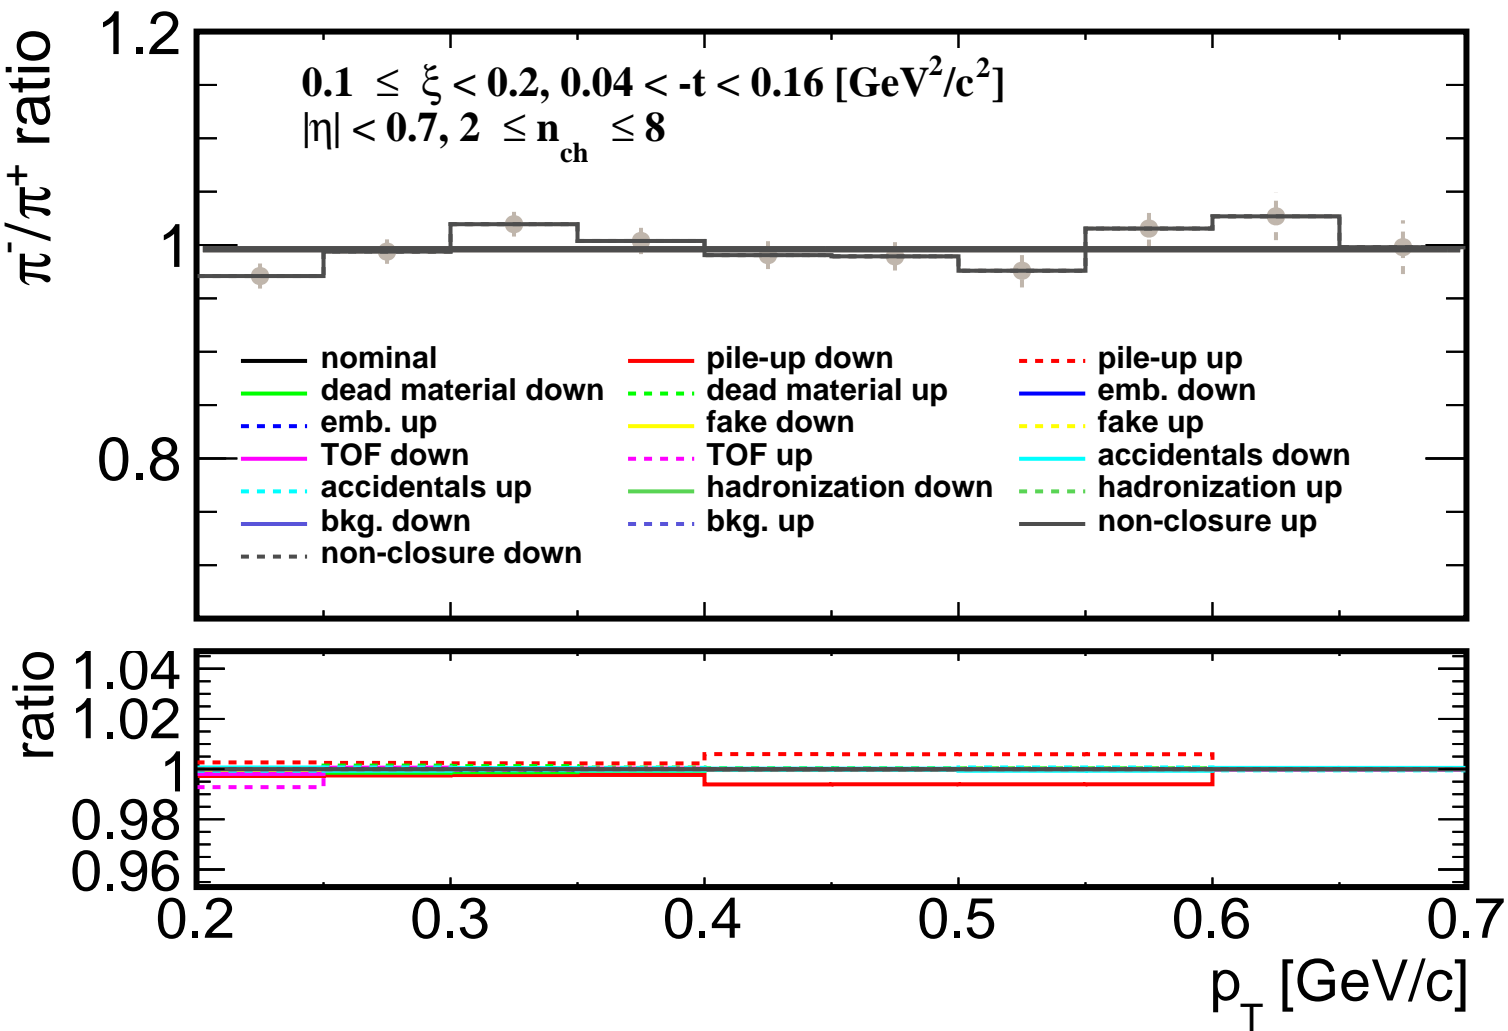 1.2
0.1 ≤ ξ < 0.2, 0.04 < -t < 0.16 [GeV²/c²]
|η| < 0.7, 2 ≤ n_ch ≤ 8
π⁻/π⁺ ratio
1
nominal pile-up down pile-up up
dead material down dead material up emb. down
emb. up fake down fake up
0.8
TOF down TOF up accidentals down
accidentals up hadronization down hadronization up
bkg. down bkg. up non-closure up
non-closure down
ratio
1.04
1.02
1
0.98
0.96
0.2 0.3 0.4 0.5 0.6 0.7
p_T [GeV/c]